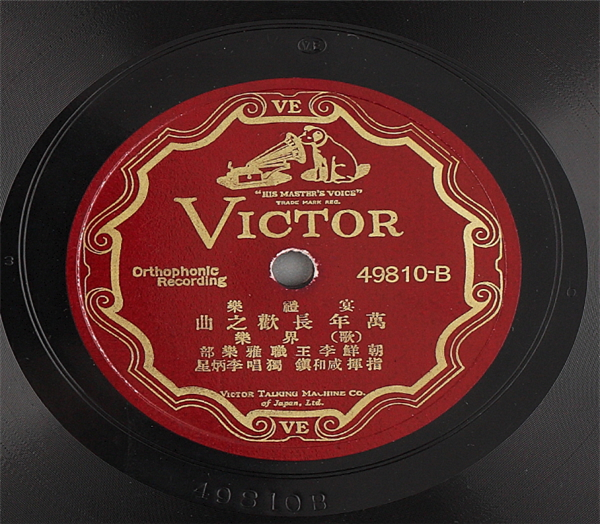 VE
VE
"HIS MASTER'S VOICE"
TRADE MARK REG.
VICTOR
Orthophonic
Recording
49810-B
宴禮樂
萬年長歡之曲
(歌)界樂
朝鮮李王職雅樂部
指揮咸和鎭 獨唱李炳星
VICTOR TALKING MACHINE CO.
of Japan, Ltd.
VE
49810B